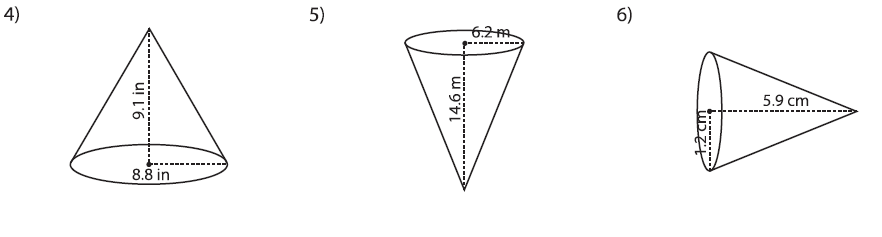 4)
9.1 in
8.8 in
5)
6.2 m
14.6 m
6)
5.9 cm
1.2 cm